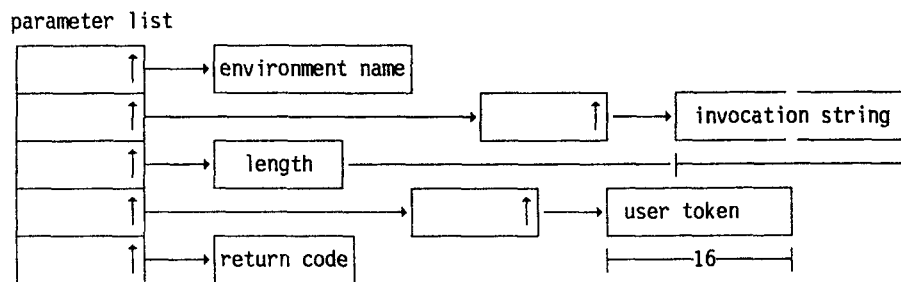 parameter list
environment name
invocation string
length
user token
return code
16